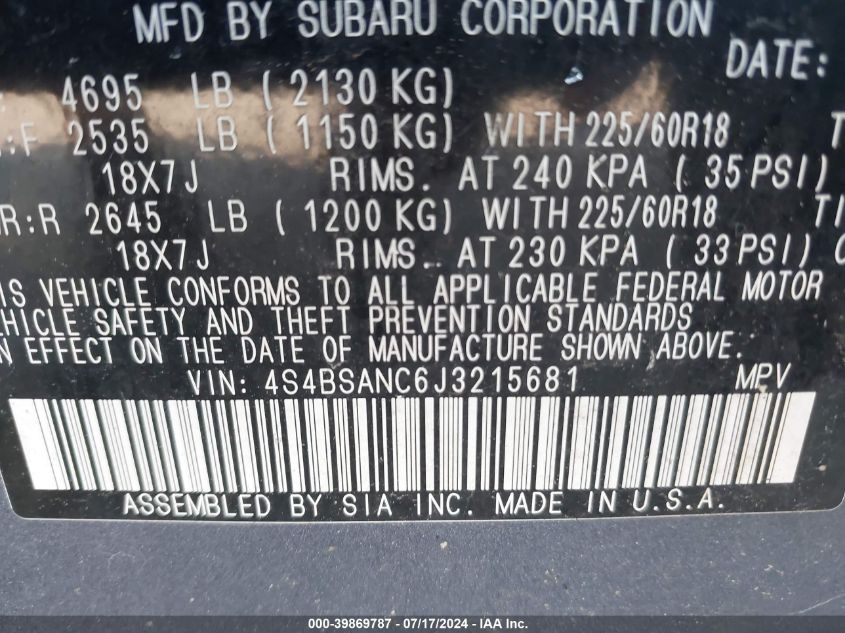 MFD BY SUBARU CORPORATION
DATE:
4695 LB ( 2130 KG)
:F 2535 LB ( 1150 KG) WITH 225/60R18
18X7J RIMS. AT 240 KPA ( 35 PSI)
R:R 2645 LB ( 1200 KG) WITH 225/60R18
18X7J RIMS. AT 230 KPA ( 33 PSI)
IS VEHICLE CONFORMS TO ALL APPLICABLE FEDERAL MOTOR
HICLE SAFETY AND THEFT PREVENTION STANDARDS
N EFFECT ON THE DATE OF MANUFACTURE SHOWN ABOVE.
VIN: 4S4BSANC6J3215681 MPV
ASSEMBLED BY SIA INC. MADE IN U.S.A.
000-39869787 - 07/17/2024 - IAA Inc.